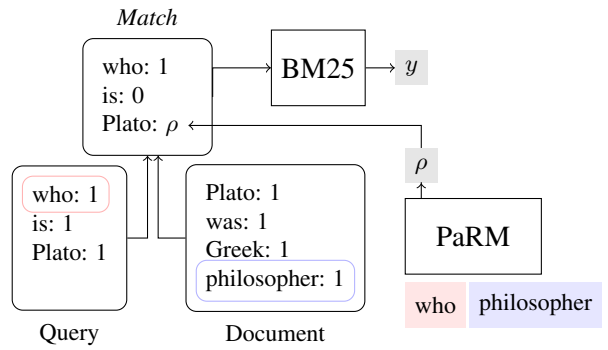 Match
who: 1
is: 0
Plato: ρ
BM25
y
ρ
who: 1
is: 1
Plato: 1
Plato: 1
was: 1
Greek: 1
philosopher: 1
PaRM
who philosopher
Query
Document